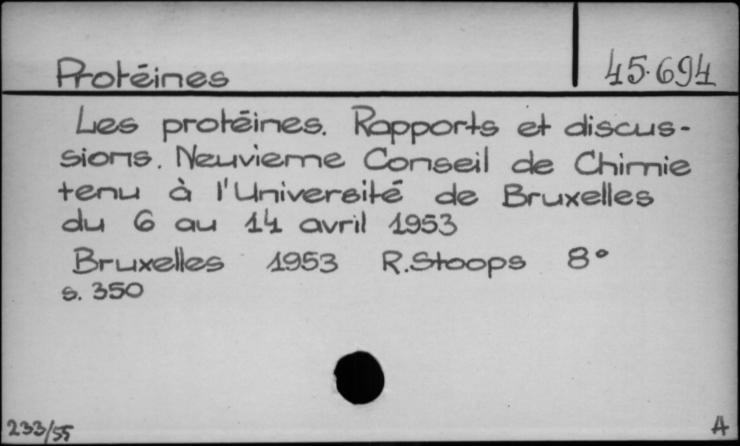 Protéines 45.694
Les protéines. Rapports et discus-
sions. Neuvieme Conseil de Chimie
tenu à l'Université de Bruxelles
du 6 au 14 avril 1953
Bruxelles 1953 R.Stoops 8°
s. 350
233/55 A